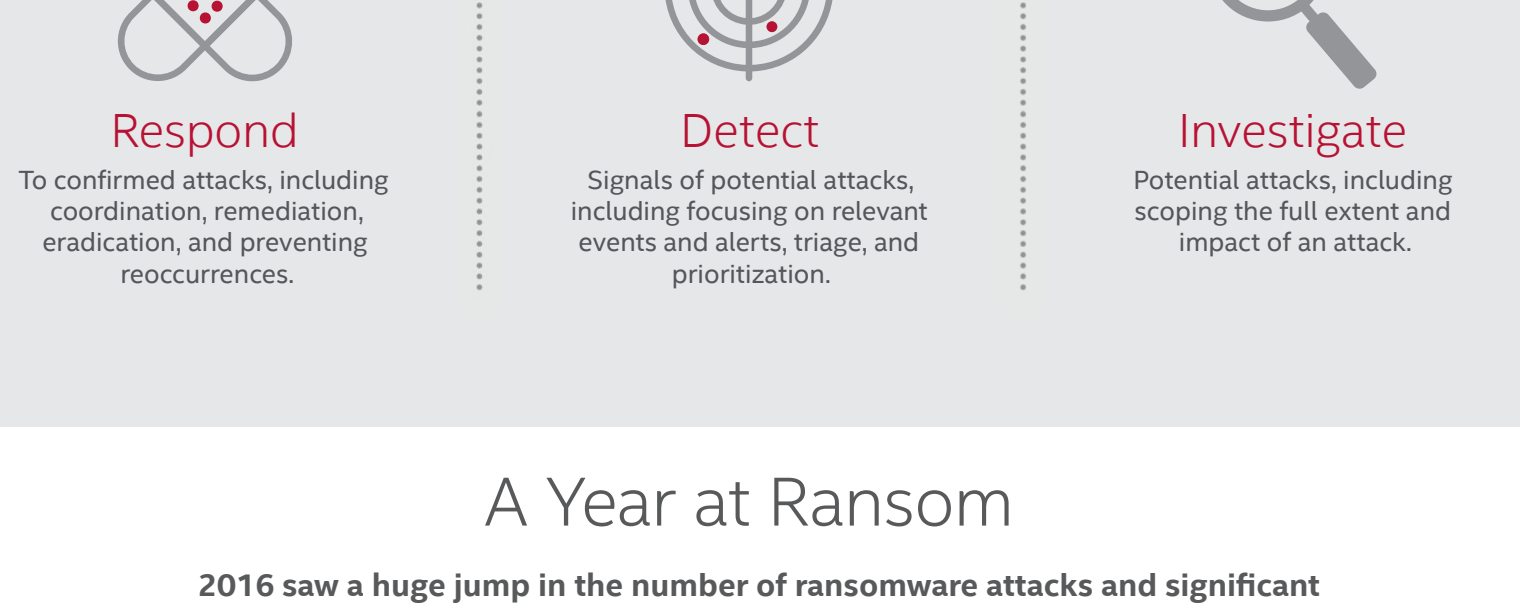 Respond
To confirmed attacks, including
coordination, remediation,
eradication, and preventing
reoccurrences.
Detect
Signals of potential attacks,
including focusing on relevant
events and alerts, triage, and
prioritization.
Investigate
Potential attacks, including
scoping the full extent and
impact of an attack.
A Year at Ransom
2016 saw a huge jump in the number of ransomware attacks and significant